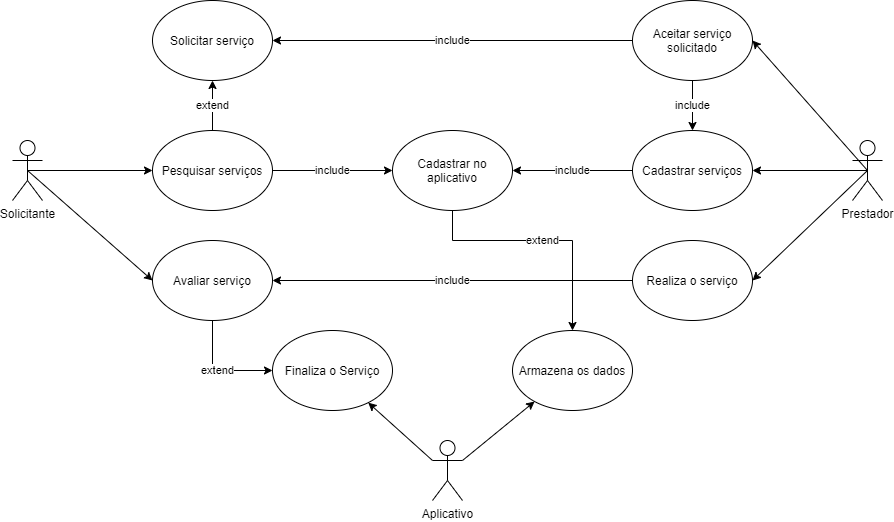 Solicitar serviço
include
Aceitar serviço
solicitado
extend
include
Solicitante
Pesquisar serviços
include
Cadastrar no
aplicativo
include
Cadastrar serviços
Prestador
extend
Avaliar serviço
include
Realiza o serviço
extend
Finaliza o Serviço
Armazena os dados
Aplicativo